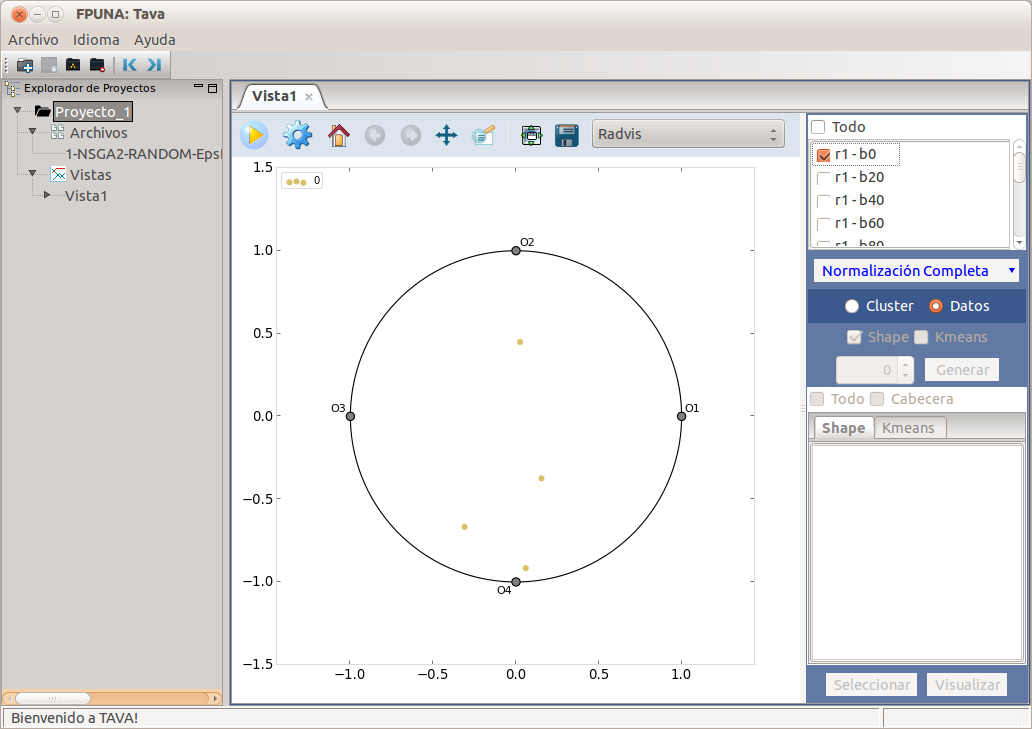 FPUNA: Tava
Archivo Idioma Ayuda
Explorador de Proyectos
Proyecto_1
Archivos
1-NSGA2-RANDOM-Eps
Vistas
Vista1
Vista1
Radvis
0
1.5
1.0
0.5
0.0
−0.5
−1.0
−1.5
−1.0 −0.5 0.0 0.5 1.0
O2
O3
O1
O4
Todo
r1 - b0
r1 - b20
r1 - b40
r1 - b60
r1 - b80
Normalización Completa
Cluster Datos
Shape Kmeans
0 Generar
Todo Cabecera
Shape Kmeans
Seleccionar Visualizar
Bienvenido a TAVA!